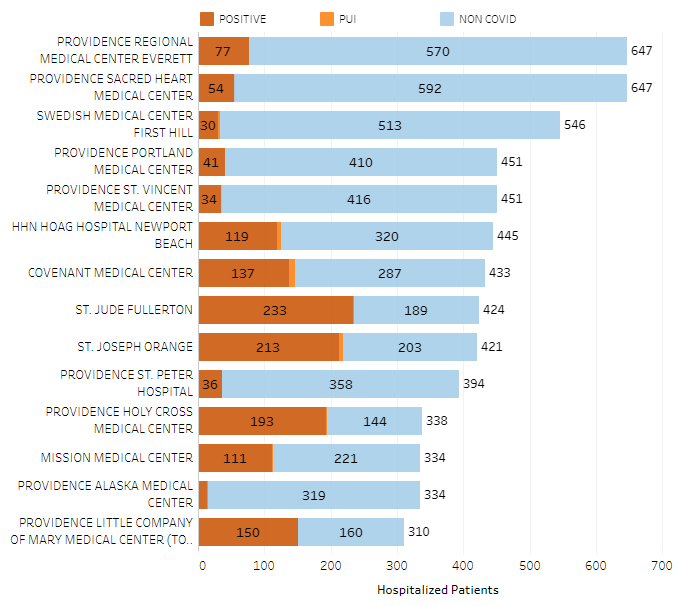 POSITIVE PUI NON COVID
PROVIDENCE REGIONAL
MEDICAL CENTER EVERETT
77 570 647
PROVIDENCE SACRED HEART
MEDICAL CENTER
54 592 647
SWEDISH MEDICAL CENTER
FIRST HILL
30 513 546
PROVIDENCE PORTLAND
MEDICAL CENTER
41 410 451
PROVIDENCE ST. VINCENT
MEDICAL CENTER
34 416 451
HHN HOAG HOSPITAL NEWPORT
BEACH
119 320 445
COVENANT MEDICAL CENTER
137 287 433
ST. JUDE FULLERTON
233 189 424
ST. JOSEPH ORANGE
213 203 421
PROVIDENCE ST. PETER
HOSPITAL
36 358 394
PROVIDENCE HOLY CROSS
MEDICAL CENTER
193 144 338
MISSION MEDICAL CENTER
111 221 334
PROVIDENCE ALASKA MEDICAL
CENTER
319 334
PROVIDENCE LITTLE COMPANY
OF MARY MEDICAL CENTER (TO..
150 160 310
0 100 200 300 400 500 600 700
Hospitalized Patients